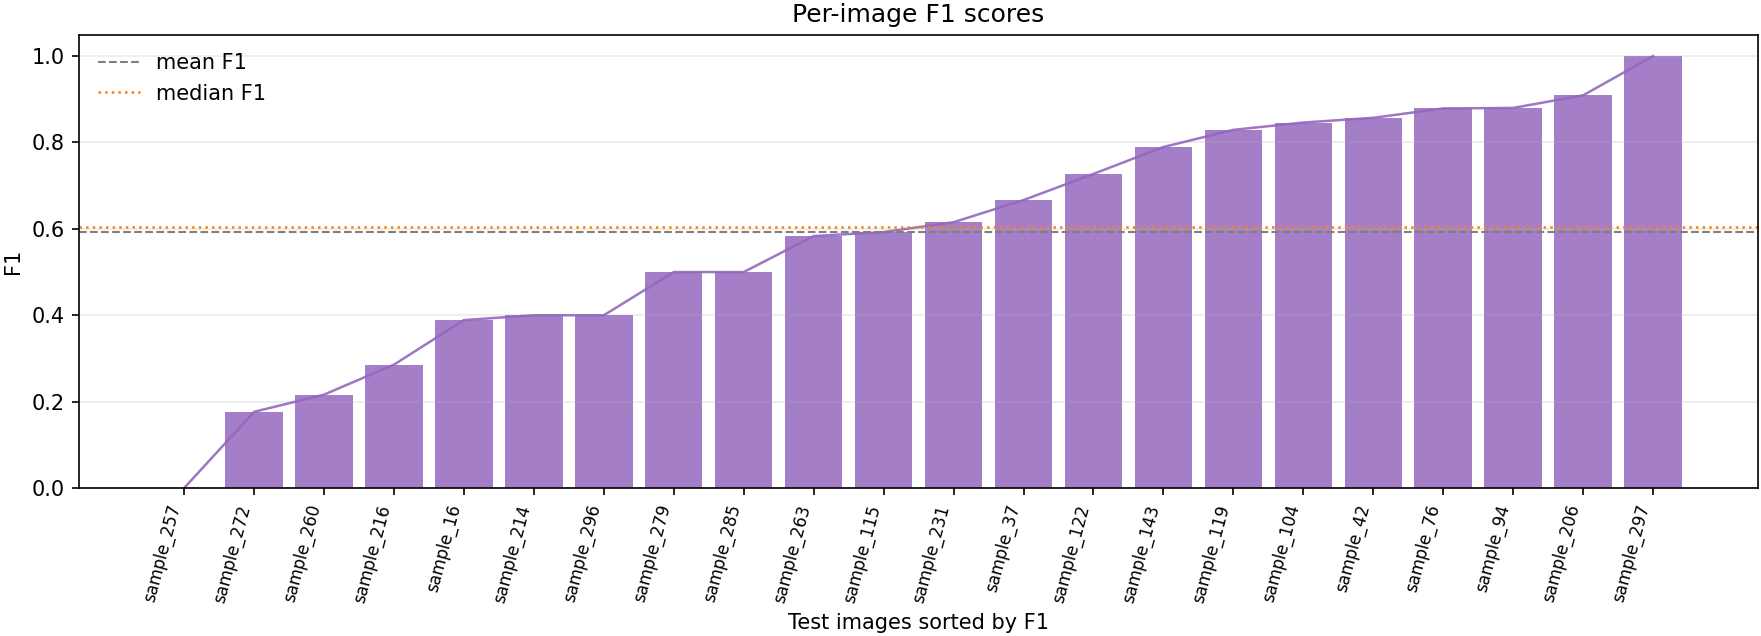 Per-image F1 scores
mean F1
median F1
F1
1.0
0.8
0.6
0.4
0.2
0.0
sample_257
sample_272
sample_260
sample_216
sample_16
sample_214
sample_296
sample_279
sample_285
sample_263
sample_115
sample_231
sample_37
sample_122
sample_143
sample_119
sample_104
sample_42
sample_76
sample_94
sample_206
sample_297
Test images sorted by F1